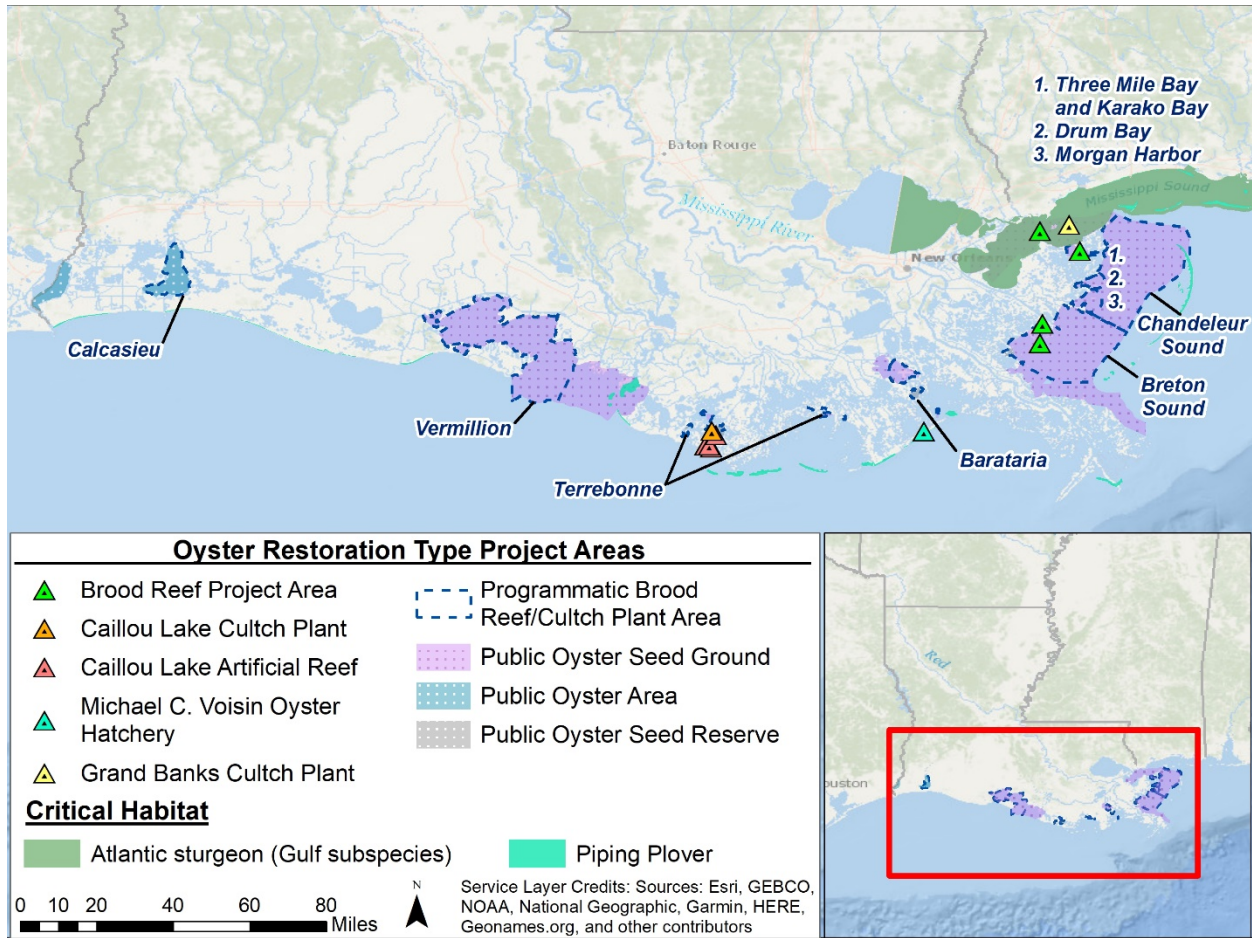 1. Three Mile Bay
and Karako Bay
2. Drum Bay
3. Morgan Harbor
Baton Rouge
Mississippi River
Mississippi Sound
New Orleans
1.
2.
3.
Chandeleur
Sound
Breton
Sound
Calcasieu
Vermillion
Terrebonne
Barataria
Oyster Restoration Type Project Areas
Brood Reef Project Area
Caillou Lake Cultch Plant
Caillou Lake Artificial Reef
Michael C. Voisin Oyster
Hatchery
Grand Banks Cultch Plant
Programmatic Brood
Reef/Cultch Plant Area
Public Oyster Seed Ground
Public Oyster Area
Public Oyster Seed Reserve
Critical Habitat
Atlantic sturgeon (Gulf subspecies)
Piping Plover
0 10 20 40 60 80
Miles
N
Service Layer Credits: Sources: Esri, GEBCO,
NOAA, National Geographic, Garmin, HERE,
Geonames.org, and other contributors
Red
ouston